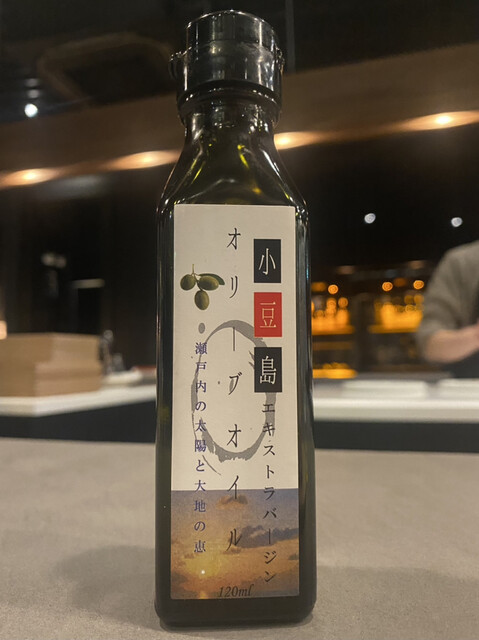 小豆島エキストラバージン
オリーブオイル
瀬戸内の太陽と大地の恵
120ml